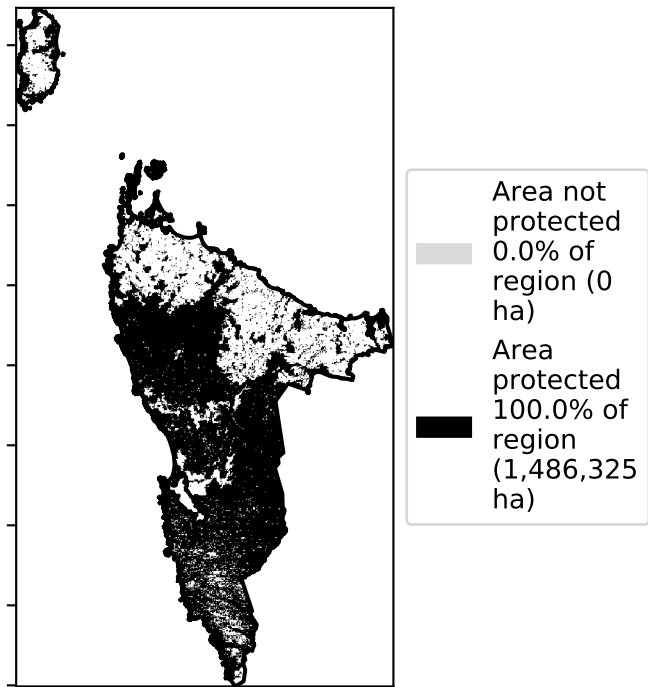 Area not
protected
0.0% of
region (0
ha)
Area
protected
100.0% of
region
(1,486,325
ha)